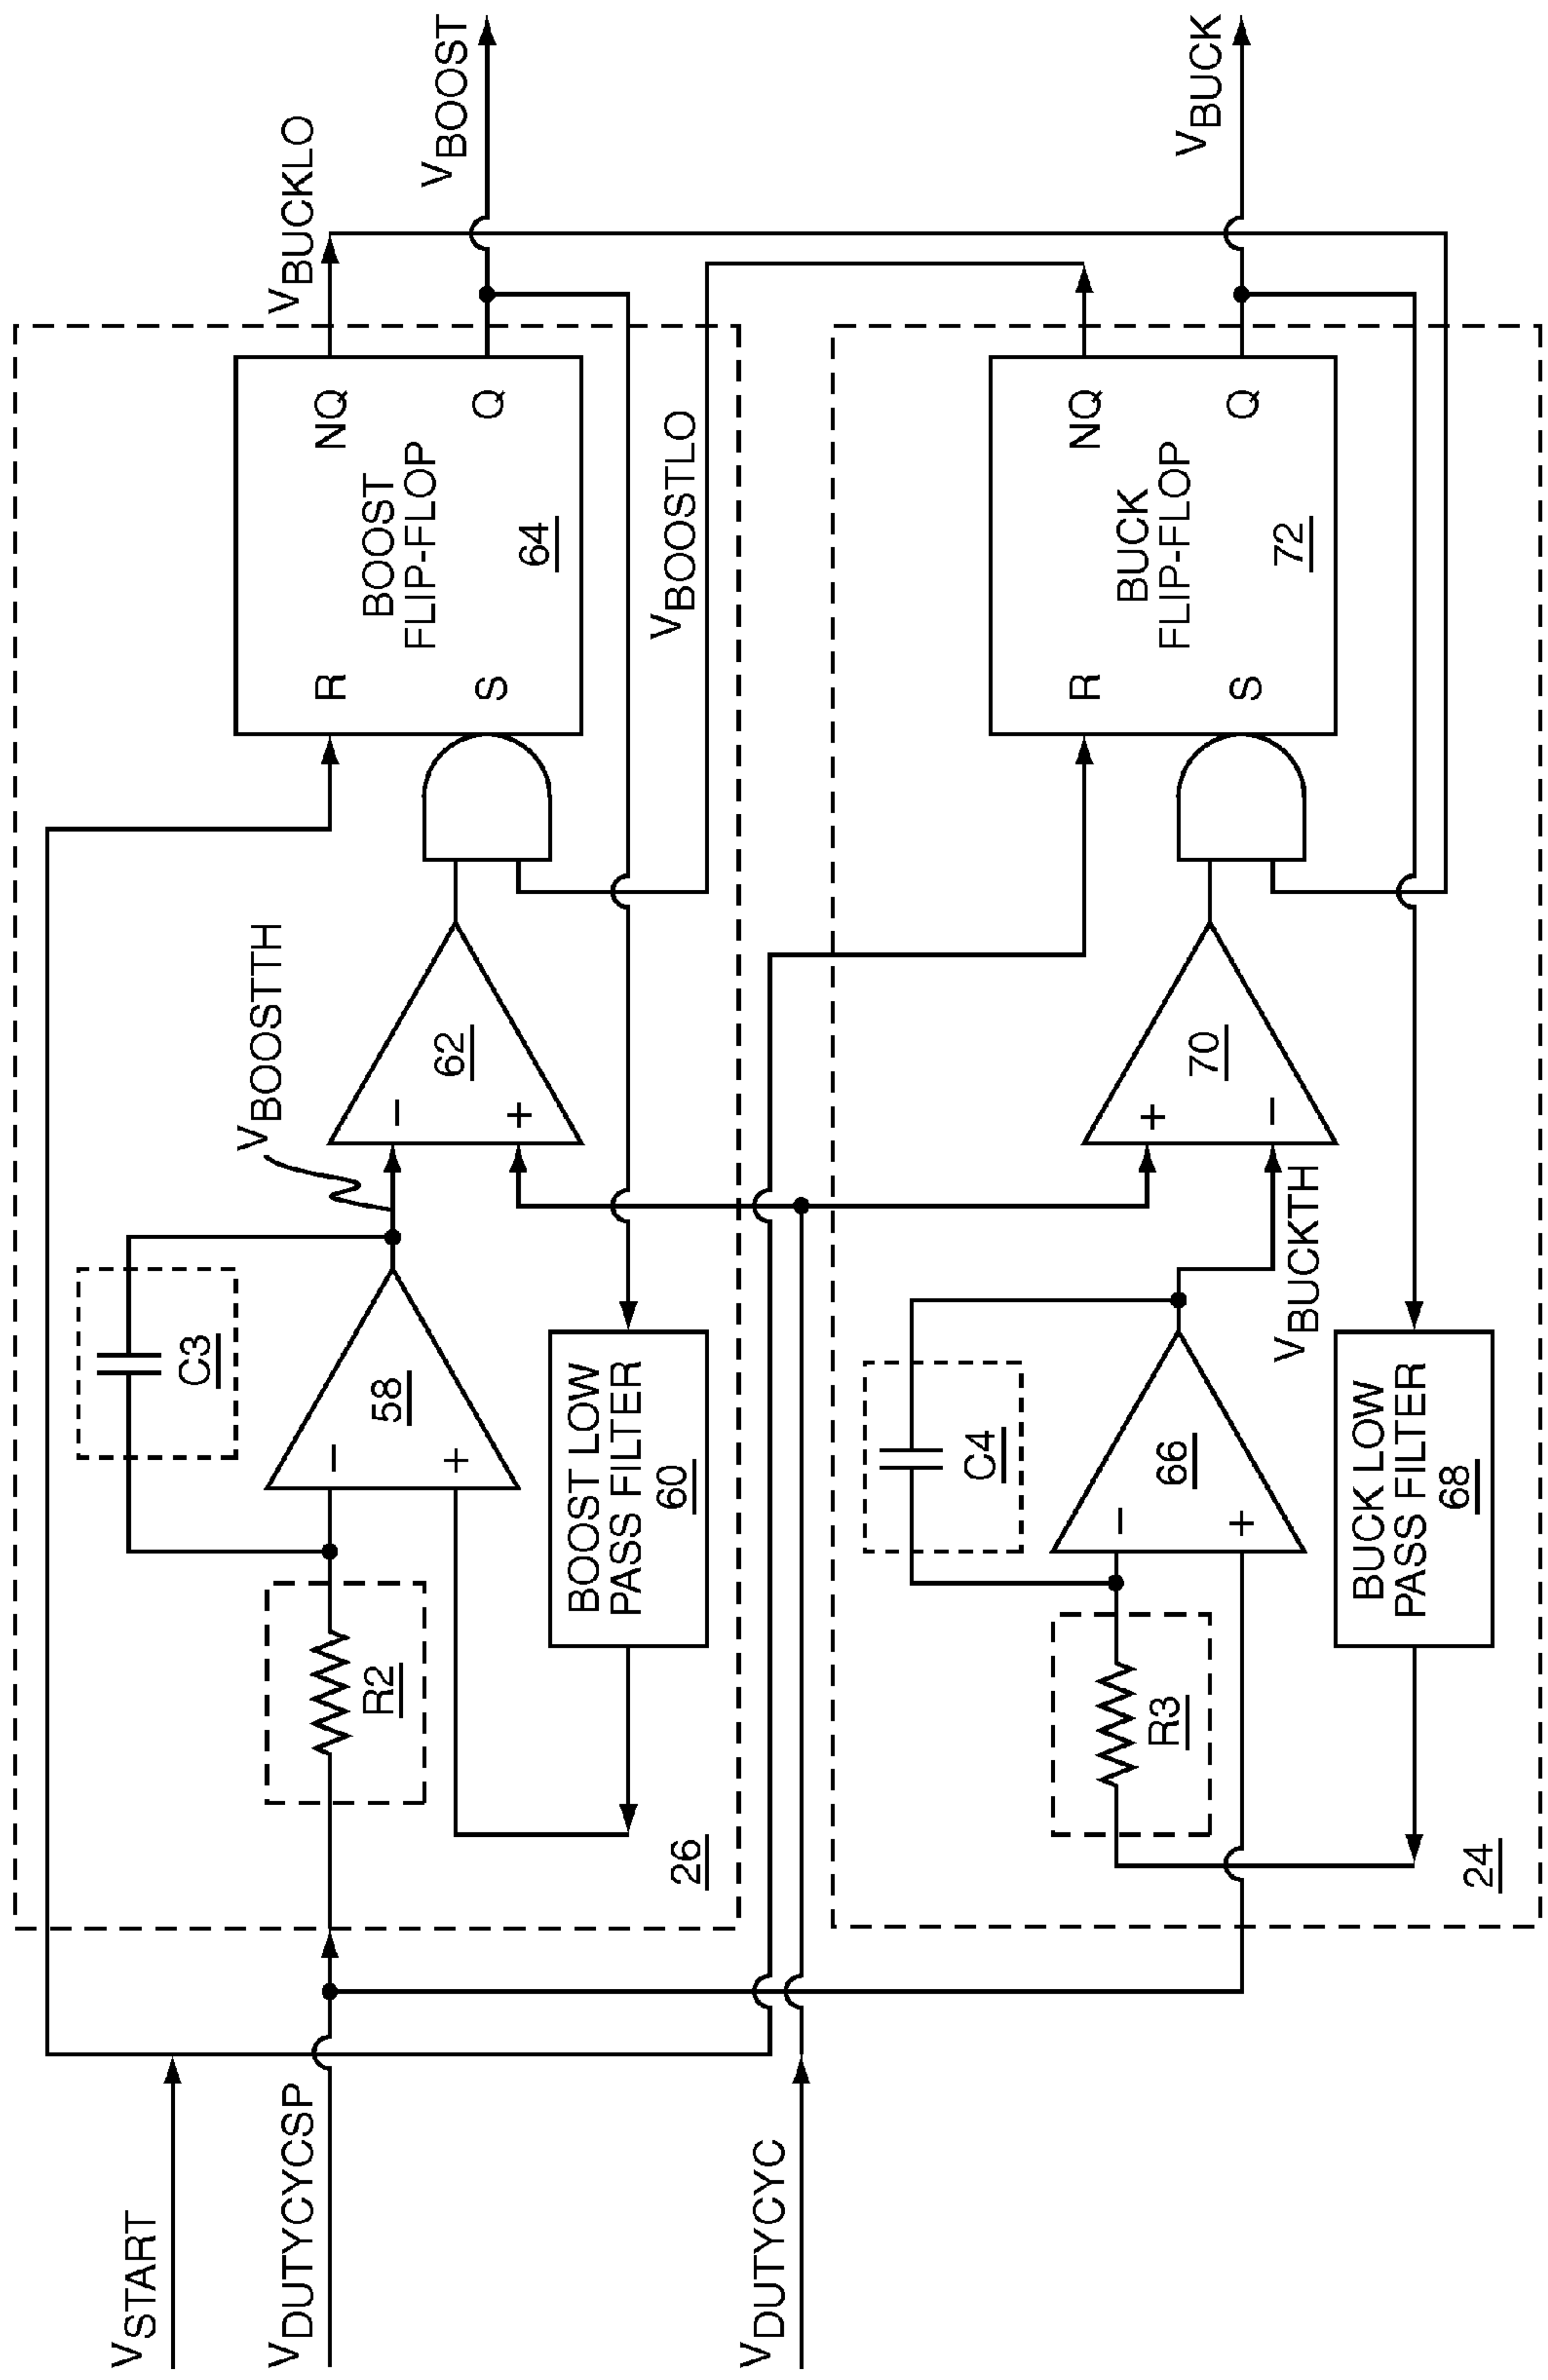 VSTART
VDUTYCYCSP
VDUTYCYC
R2
C3
58
−
+
VBOOSTTH
62
−
+
BOOST LOW
PASS FILTER
60
26
R
S
NQ
Q
BOOST
FLIP-FLOP
64
VBUCKLO
VBOOST
VBOOSTLO
R3
C4
66
−
+
VBUCKTH
70
+
−
BUCK LOW
PASS FILTER
68
24
R
S
NQ
Q
BUCK
FLIP-FLOP
72
VBUCK